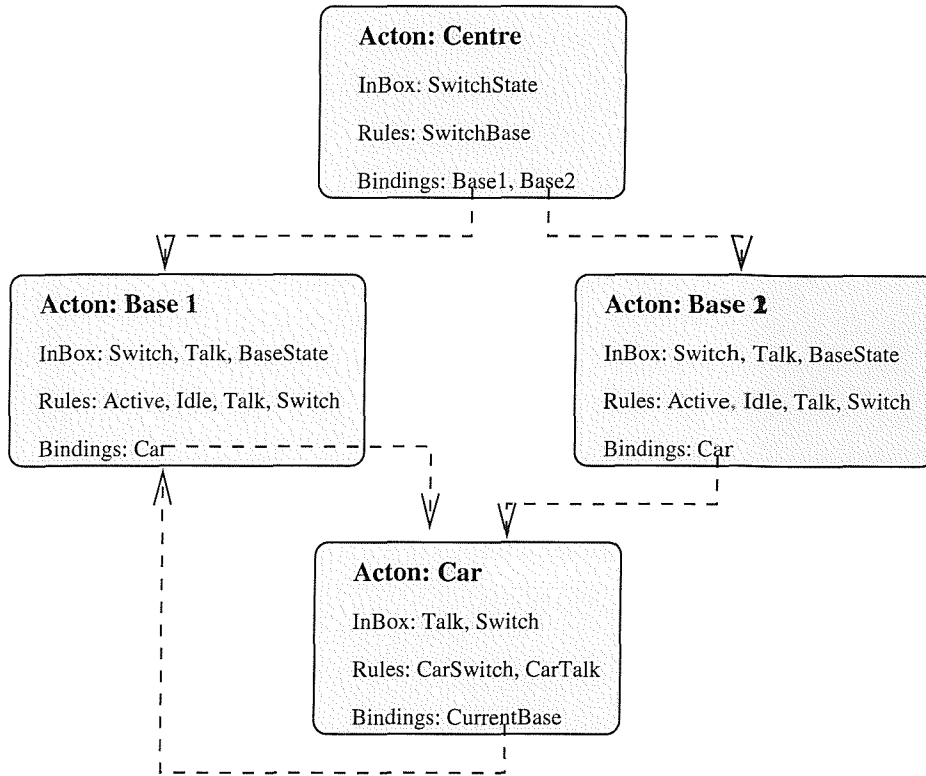 Acton: Centre
InBox: SwitchState
Rules: SwitchBase
Bindings: Base1, Base2
Acton: Base 1
InBox: Switch, Talk, BaseState
Rules: Active, Idle, Talk, Switch
Bindings: Car
Acton: Base 2
InBox: Switch, Talk, BaseState
Rules: Active, Idle, Talk, Switch
Bindings: Car
Acton: Car
InBox: Talk, Switch
Rules: CarSwitch, CarTalk
Bindings: CurrentBase